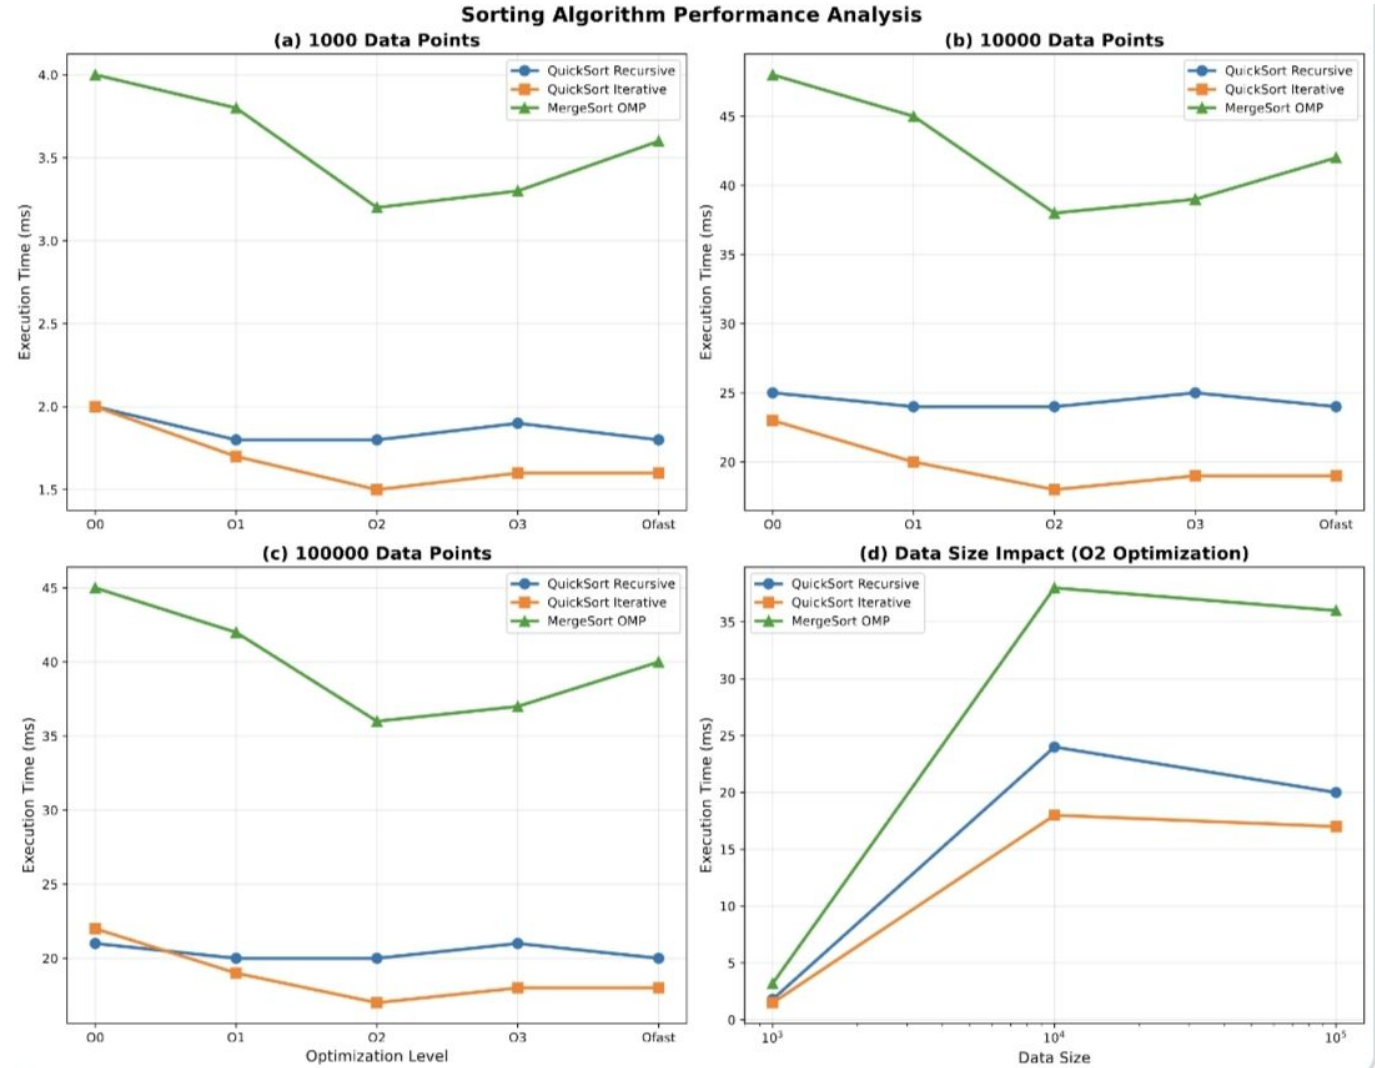 Sorting Algorithm Performance Analysis
(a) 1000 Data Points
QuickSort Recursive
QuickSort Iterative
MergeSort OMP
Execution Time (ms)
4.0
3.5
3.0
2.5
2.0
1.5
O0 O1 O2 O3 Ofast
(b) 10000 Data Points
QuickSort Recursive
QuickSort Iterative
MergeSort OMP
Execution Time (ms)
45
40
35
30
25
20
O0 O1 O2 O3 Ofast
(c) 100000 Data Points
QuickSort Recursive
QuickSort Iterative
MergeSort OMP
Execution Time (ms)
45
40
35
30
25
20
O0 O1 O2 O3 Ofast
Optimization Level
(d) Data Size Impact (O2 Optimization)
QuickSort Recursive
QuickSort Iterative
MergeSort OMP
Execution Time (ms)
35
30
25
20
15
10
5
0
10³ 10⁴ 10⁵
Data Size